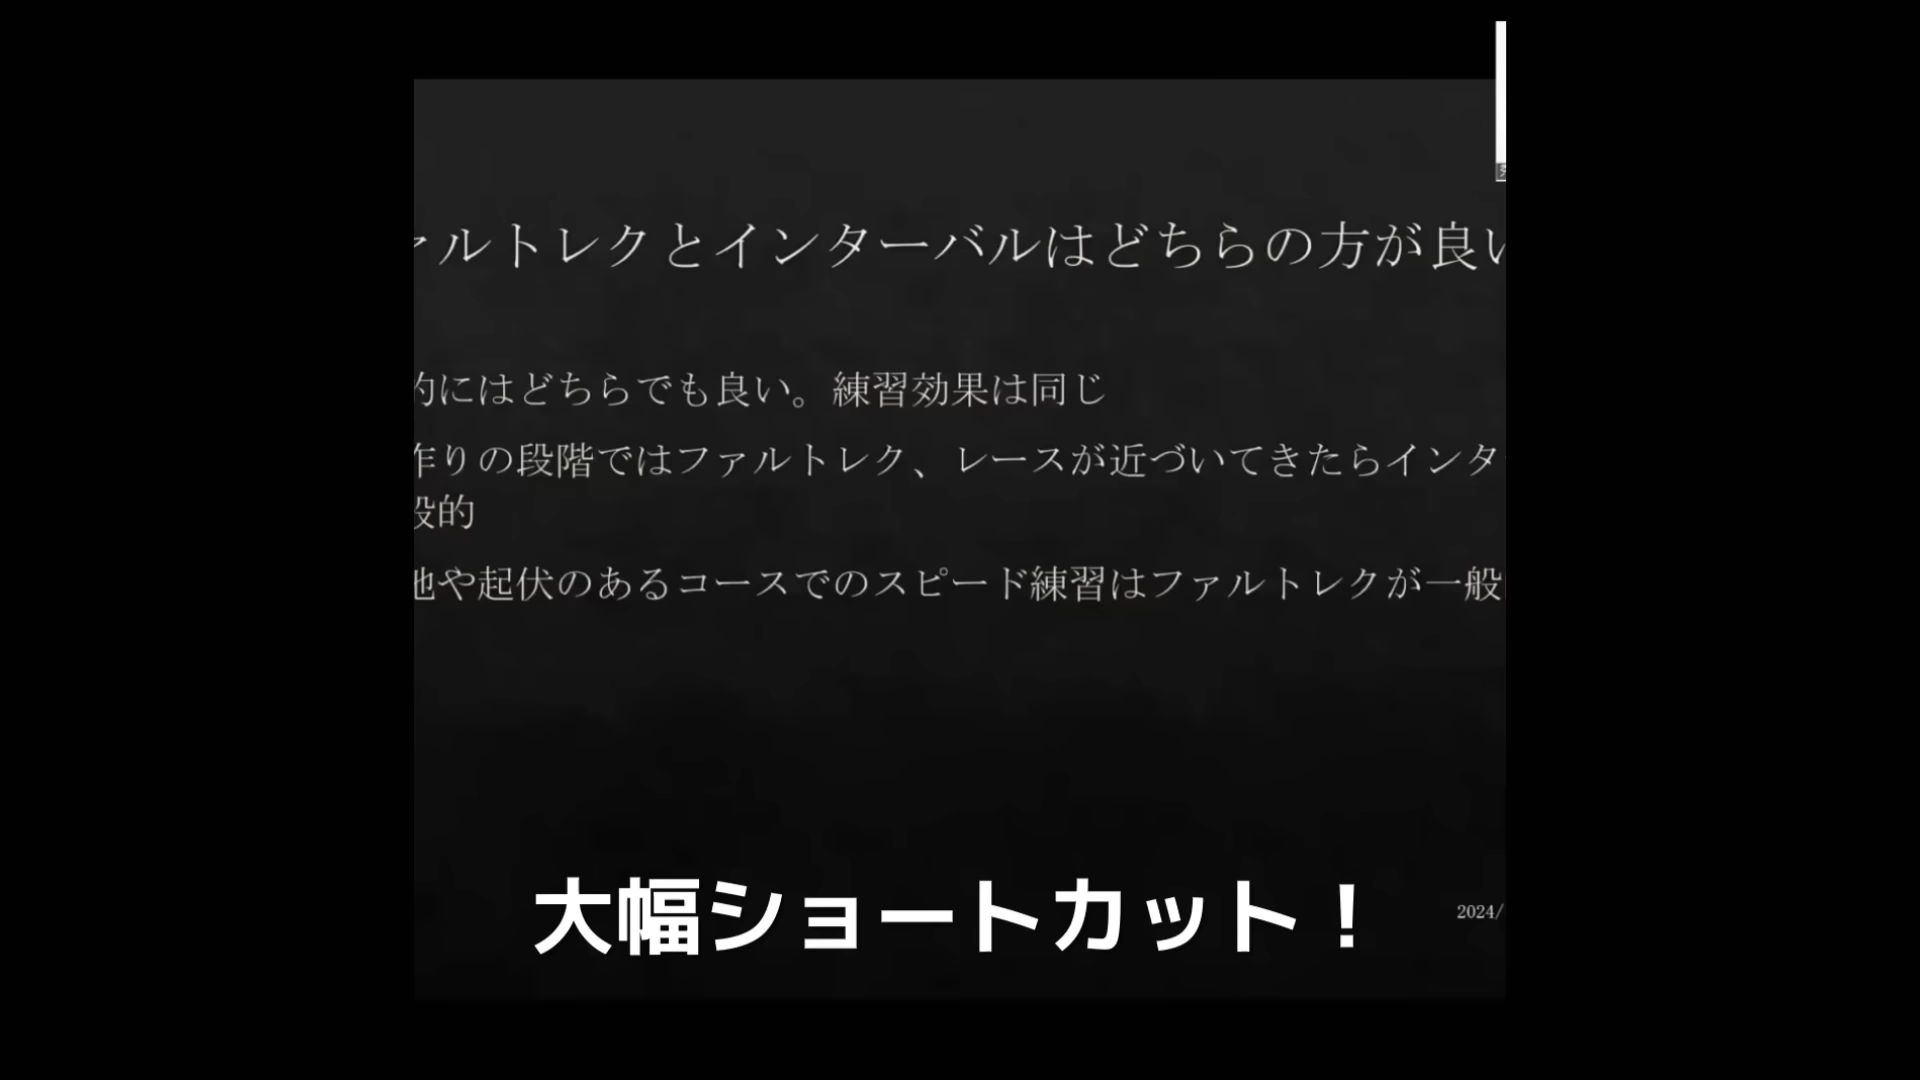 ァルトレクとインターバルはどちらの方が良い
的にはどちらでも良い。練習効果は同じ
作りの段階ではファルトレク、レースが近づいてきたらインター
般的
地や起伏のあるコースでのスピード練習はファルトレクが一般
2024/
大幅ショートカット！